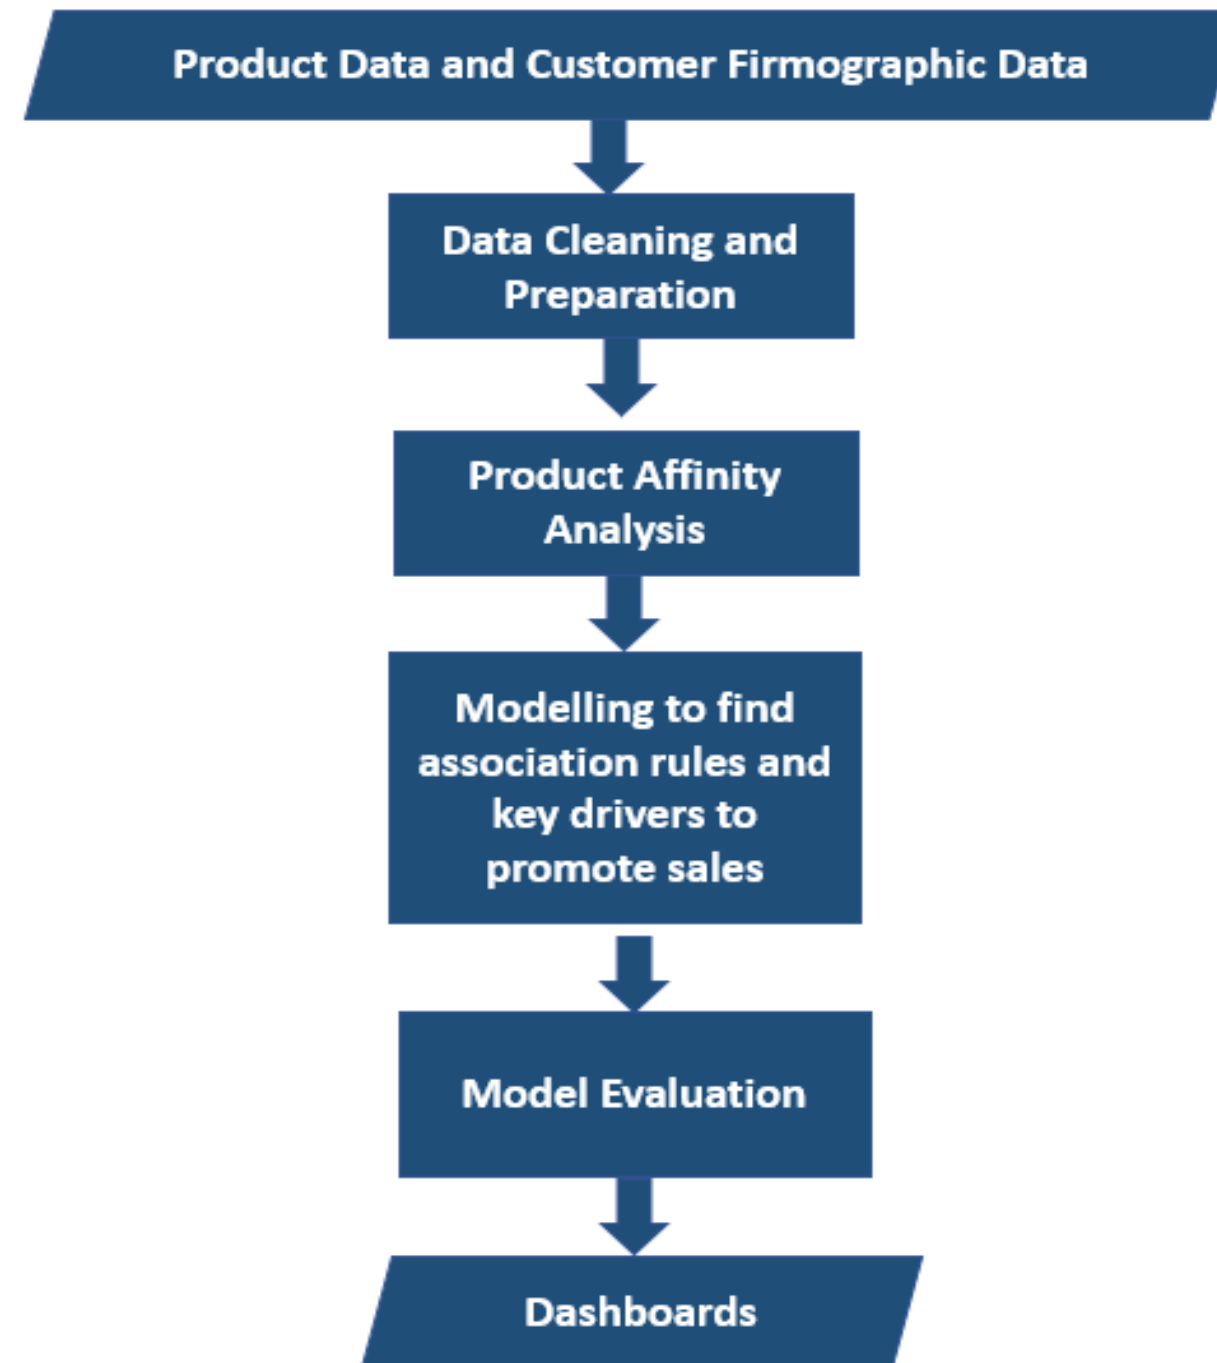 Product Data and Customer Firmographic Data
Data Cleaning and
Preparation
Product Affinity
Analysis
Modelling to find
association rules and
key drivers to
promote sales
Model Evaluation
Dashboards